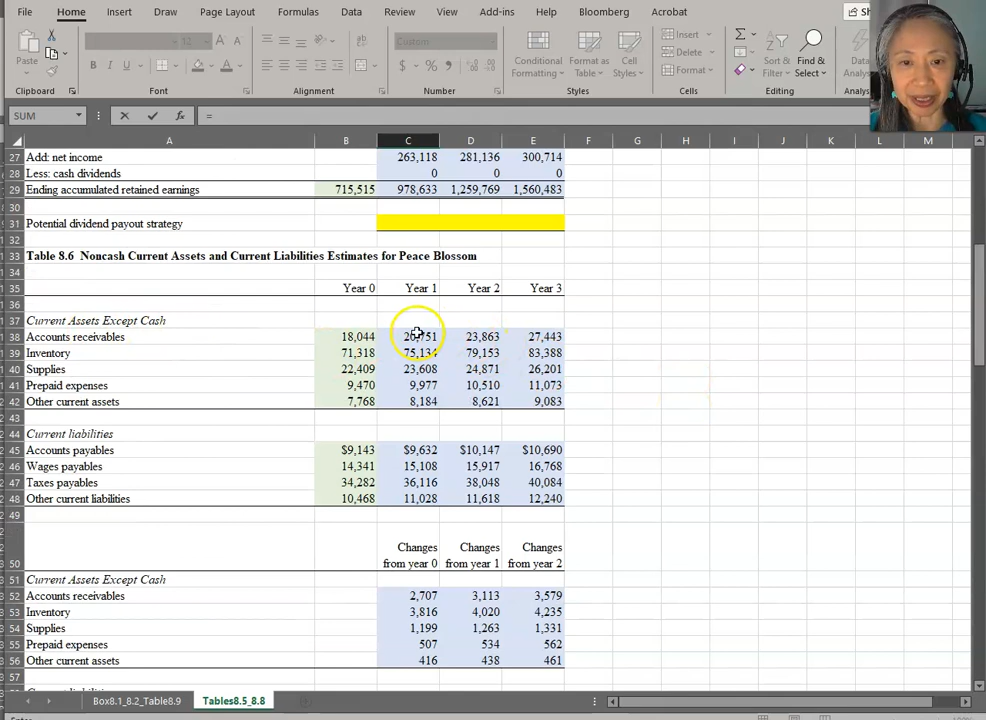 File Home Insert Draw Page Layout Formulas Data Review View Add-ins Help Bloomberg Acrobat Sh
Paste B I U 12 A A ab Custom $ % , Conditional Formatting Format as Table Cell Styles Insert Delete Format Σ Sort & Filter Find & Select Data Analys
Clipboard Font Alignment Number Styles Cells Editing Analys
SUM fx =
A B C D E F G H I J K L M
27 Add: net income 263,118 281,136 300,714
28 Less: cash dividends 0 0 0
29 Ending accumulated retained earnings 715,515 978,633 1,259,769 1,560,483
30
31 Potential dividend payout strategy
32
33 Table 8.6 Noncash Current Assets and Current Liabilities Estimates for Peace Blossom
34
35 Year 0 Year 1 Year 2 Year 3
36
37 Current Assets Except Cash
38 Accounts receivables 18,044 20,751 23,863 27,443
39 Inventory 71,318 75,134 79,153 83,388
40 Supplies 22,409 23,608 24,871 26,201
41 Prepaid expenses 9,470 9,977 10,510 11,073
42 Other current assets 7,768 8,184 8,621 9,083
43
44 Current liabilities
45 Accounts payables $9,143 $9,632 $10,147 $10,690
46 Wages payables 14,341 15,108 15,917 16,768
47 Taxes payables 34,282 36,116 38,048 40,084
48 Other current liabilities 10,468 11,028 11,618 12,240
49
Changes Changes Changes
50 from year 0 from year 1 from year 2
51 Current Assets Except Cash
52 Accounts receivables 2,707 3,113 3,579
53 Inventory 3,816 4,020 4,235
54 Supplies 1,199 1,263 1,331
55 Prepaid expenses 507 534 562
56 Other current assets 416 438 461
57
Box8.1_8.2_Table8.9 Tables8.5_8.8